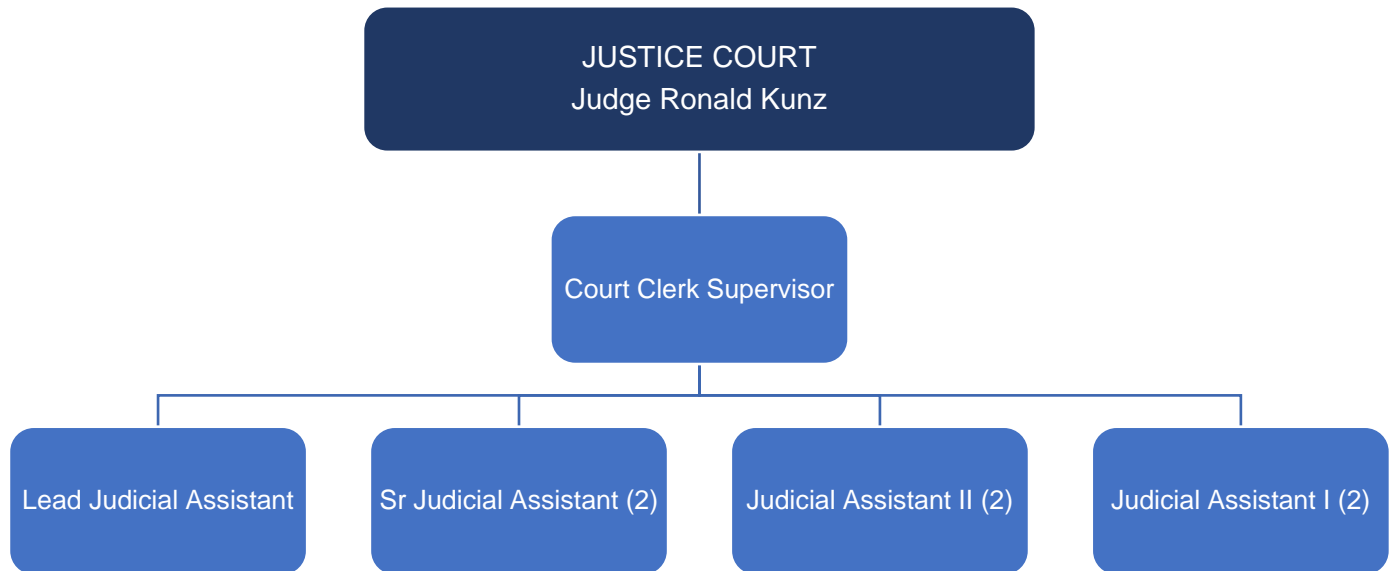 JUSTICE COURT
Judge Ronald Kunz
Court Clerk Supervisor
Lead Judicial Assistant
Sr Judicial Assistant (2)
Judicial Assistant II (2)
Judicial Assistant I (2)